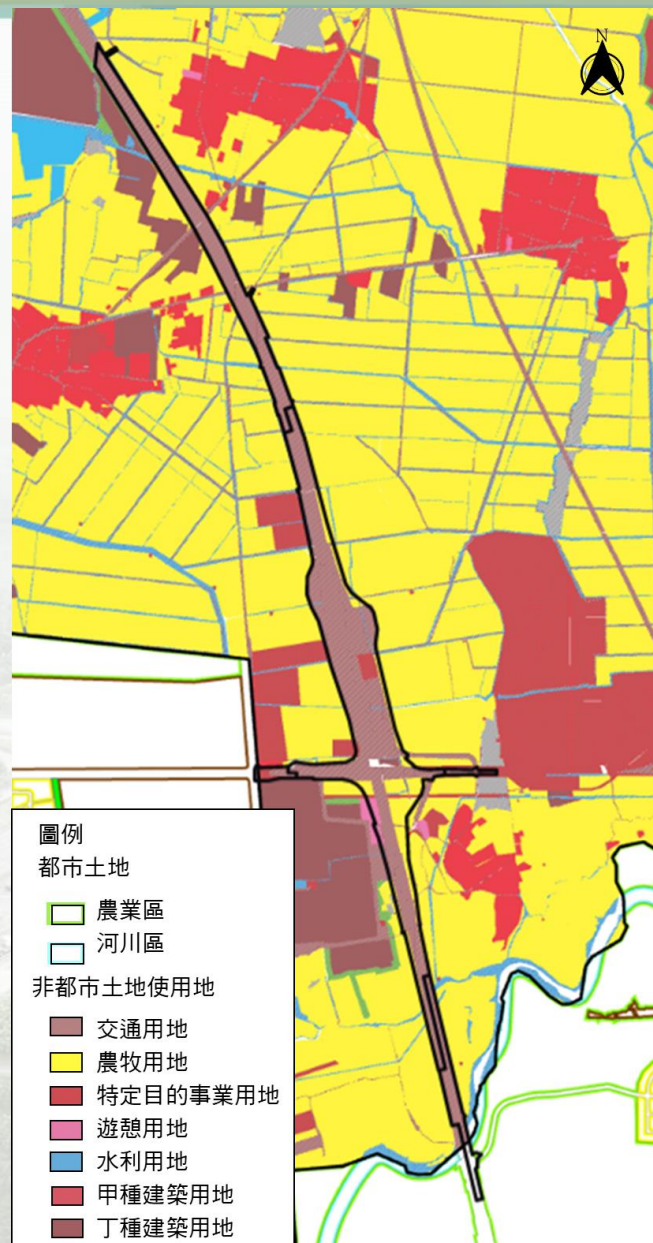 N
圖例
都市土地
農業區
河川區
非都市土地使用地
交通用地
農牧用地
特定目的事業用地
遊憩用地
水利用地
甲種建築用地
丁種建築用地